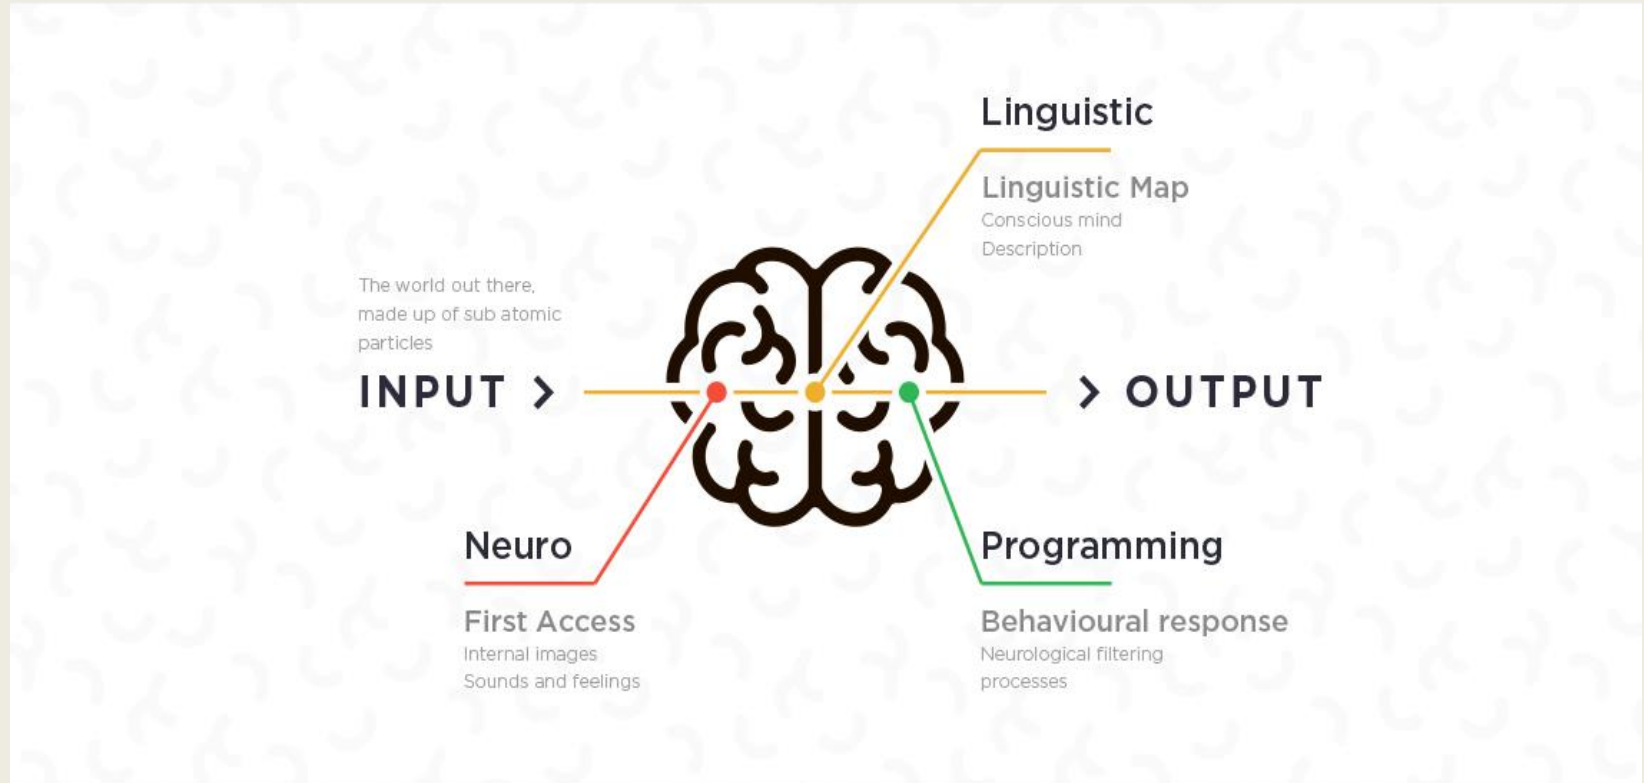 Linguistic
Linguistic Map
Conscious mind
Description
The world out there,
made up of sub atomic
particles
INPUT
OUTPUT
Neuro
First Access
Internal images
Sounds and feelings
Programming
Behavioural response
Neurological filtering
processes